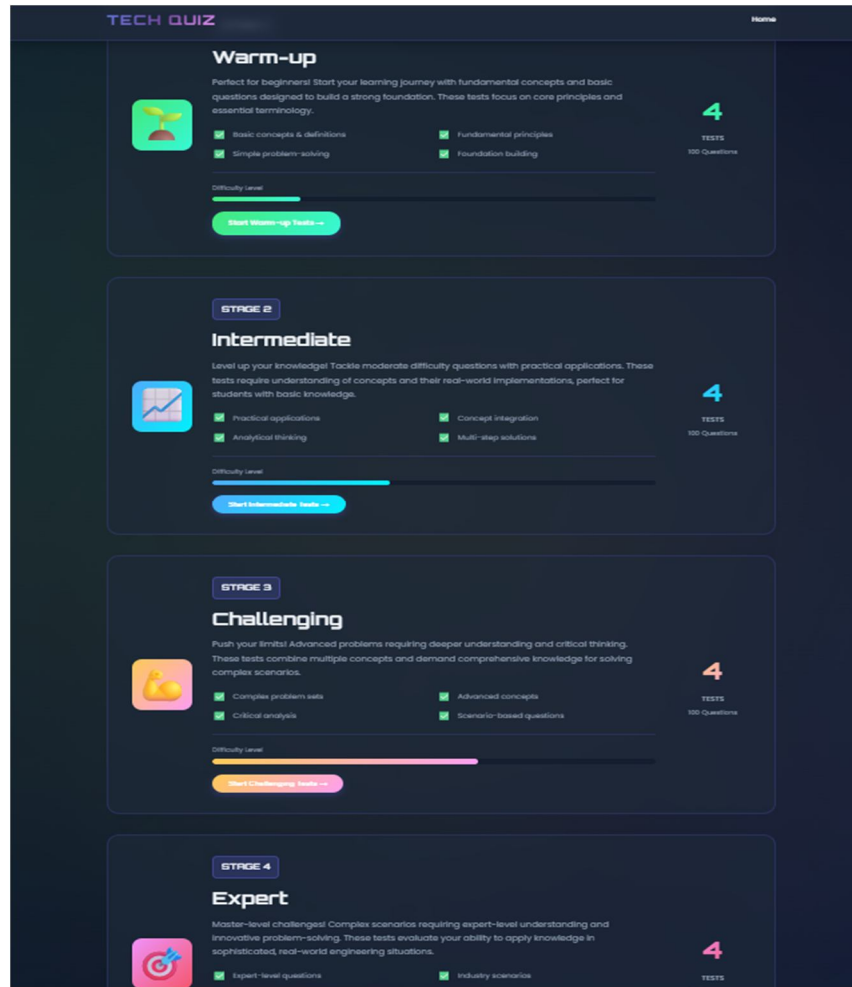 TECH QUIZ
Home
Warm-up
Perfect for beginners! Start your learning journey with fundamental concepts and basic
questions designed to build a strong foundation. These tests focus on core principles and
essential terminology.
Basic concepts & definitions
Fundamental principles
Simple problem-solving
Foundation building
Difficulty Level
Start Warm-up Tests →
4
TESTS
100 Questions
STAGE 2
Intermediate
Level up your knowledge! Tackle moderate difficulty questions with practical applications. These
tests require understanding of concepts and their real-world implementations, perfect for
students with basic knowledge.
Practical applications
Concept integration
Analytical thinking
Multi-step solutions
Difficulty Level
Start Intermediate Tests →
4
TESTS
100 Questions
STAGE 3
Challenging
Push your limits! Advanced problems requiring deeper understanding and critical thinking.
These tests combine multiple concepts and demand comprehensive knowledge for solving
complex scenarios.
Complex problem sets
Advanced concepts
Critical analysis
Scenario-based questions
Difficulty Level
Start Challenging Tests →
4
TESTS
100 Questions
STAGE 4
Expert
Master-level challenges! Complex scenarios requiring expert-level understanding and
innovative problem-solving. These tests evaluate your ability to apply knowledge in
sophisticated, real-world engineering situations.
Expert-level questions
Industry scenarios
4
TESTS